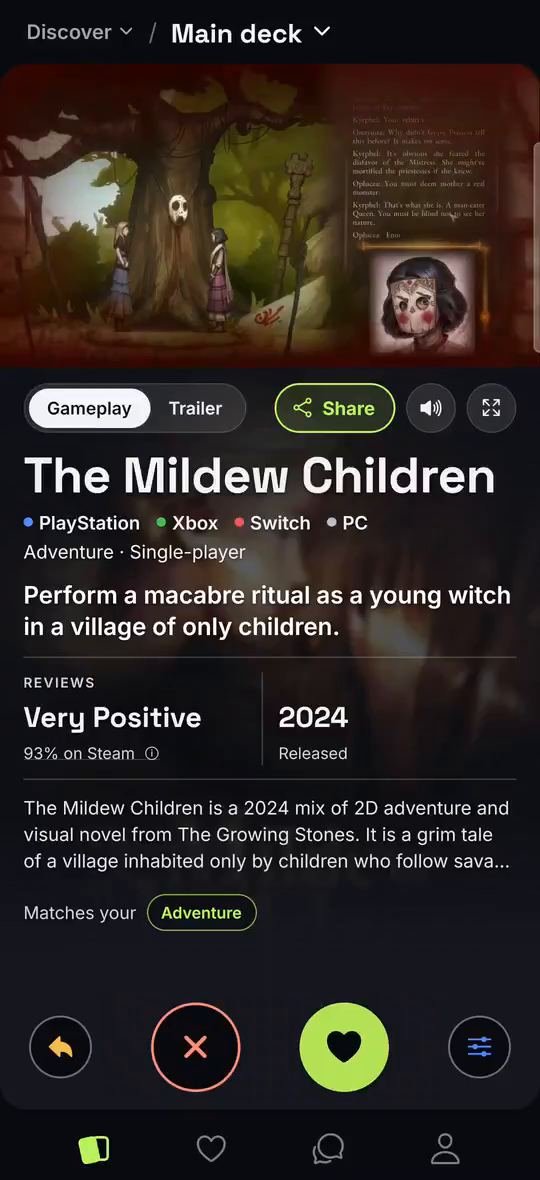 Discover / Main deck
Kyrphel: Your
Onayema: Why didn't Persia tell
this before? It makes no sense.
Kyrphel: It's obvious she feared the
disfavor of the Mistress. She might've
mortified the priestesses if she knew.
Oplucea: You must deem mother a real
monster.
Kyrphel: That's what she is. A man-eater
Queen. You must be blind not to see her
nature.
Oplucea:
Gameplay Trailer Share
The Mildew Children
PlayStation Xbox Switch PC
Adventure · Single-player
Perform a macabre ritual as a young witch
in a village of only children.
REVIEWS
Very Positive 2024
93% on Steam Released
The Mildew Children is a 2024 mix of 2D adventure and
visual novel from The Growing Stones. It is a grim tale
of a village inhabited only by children who follow sava...
Matches your Adventure